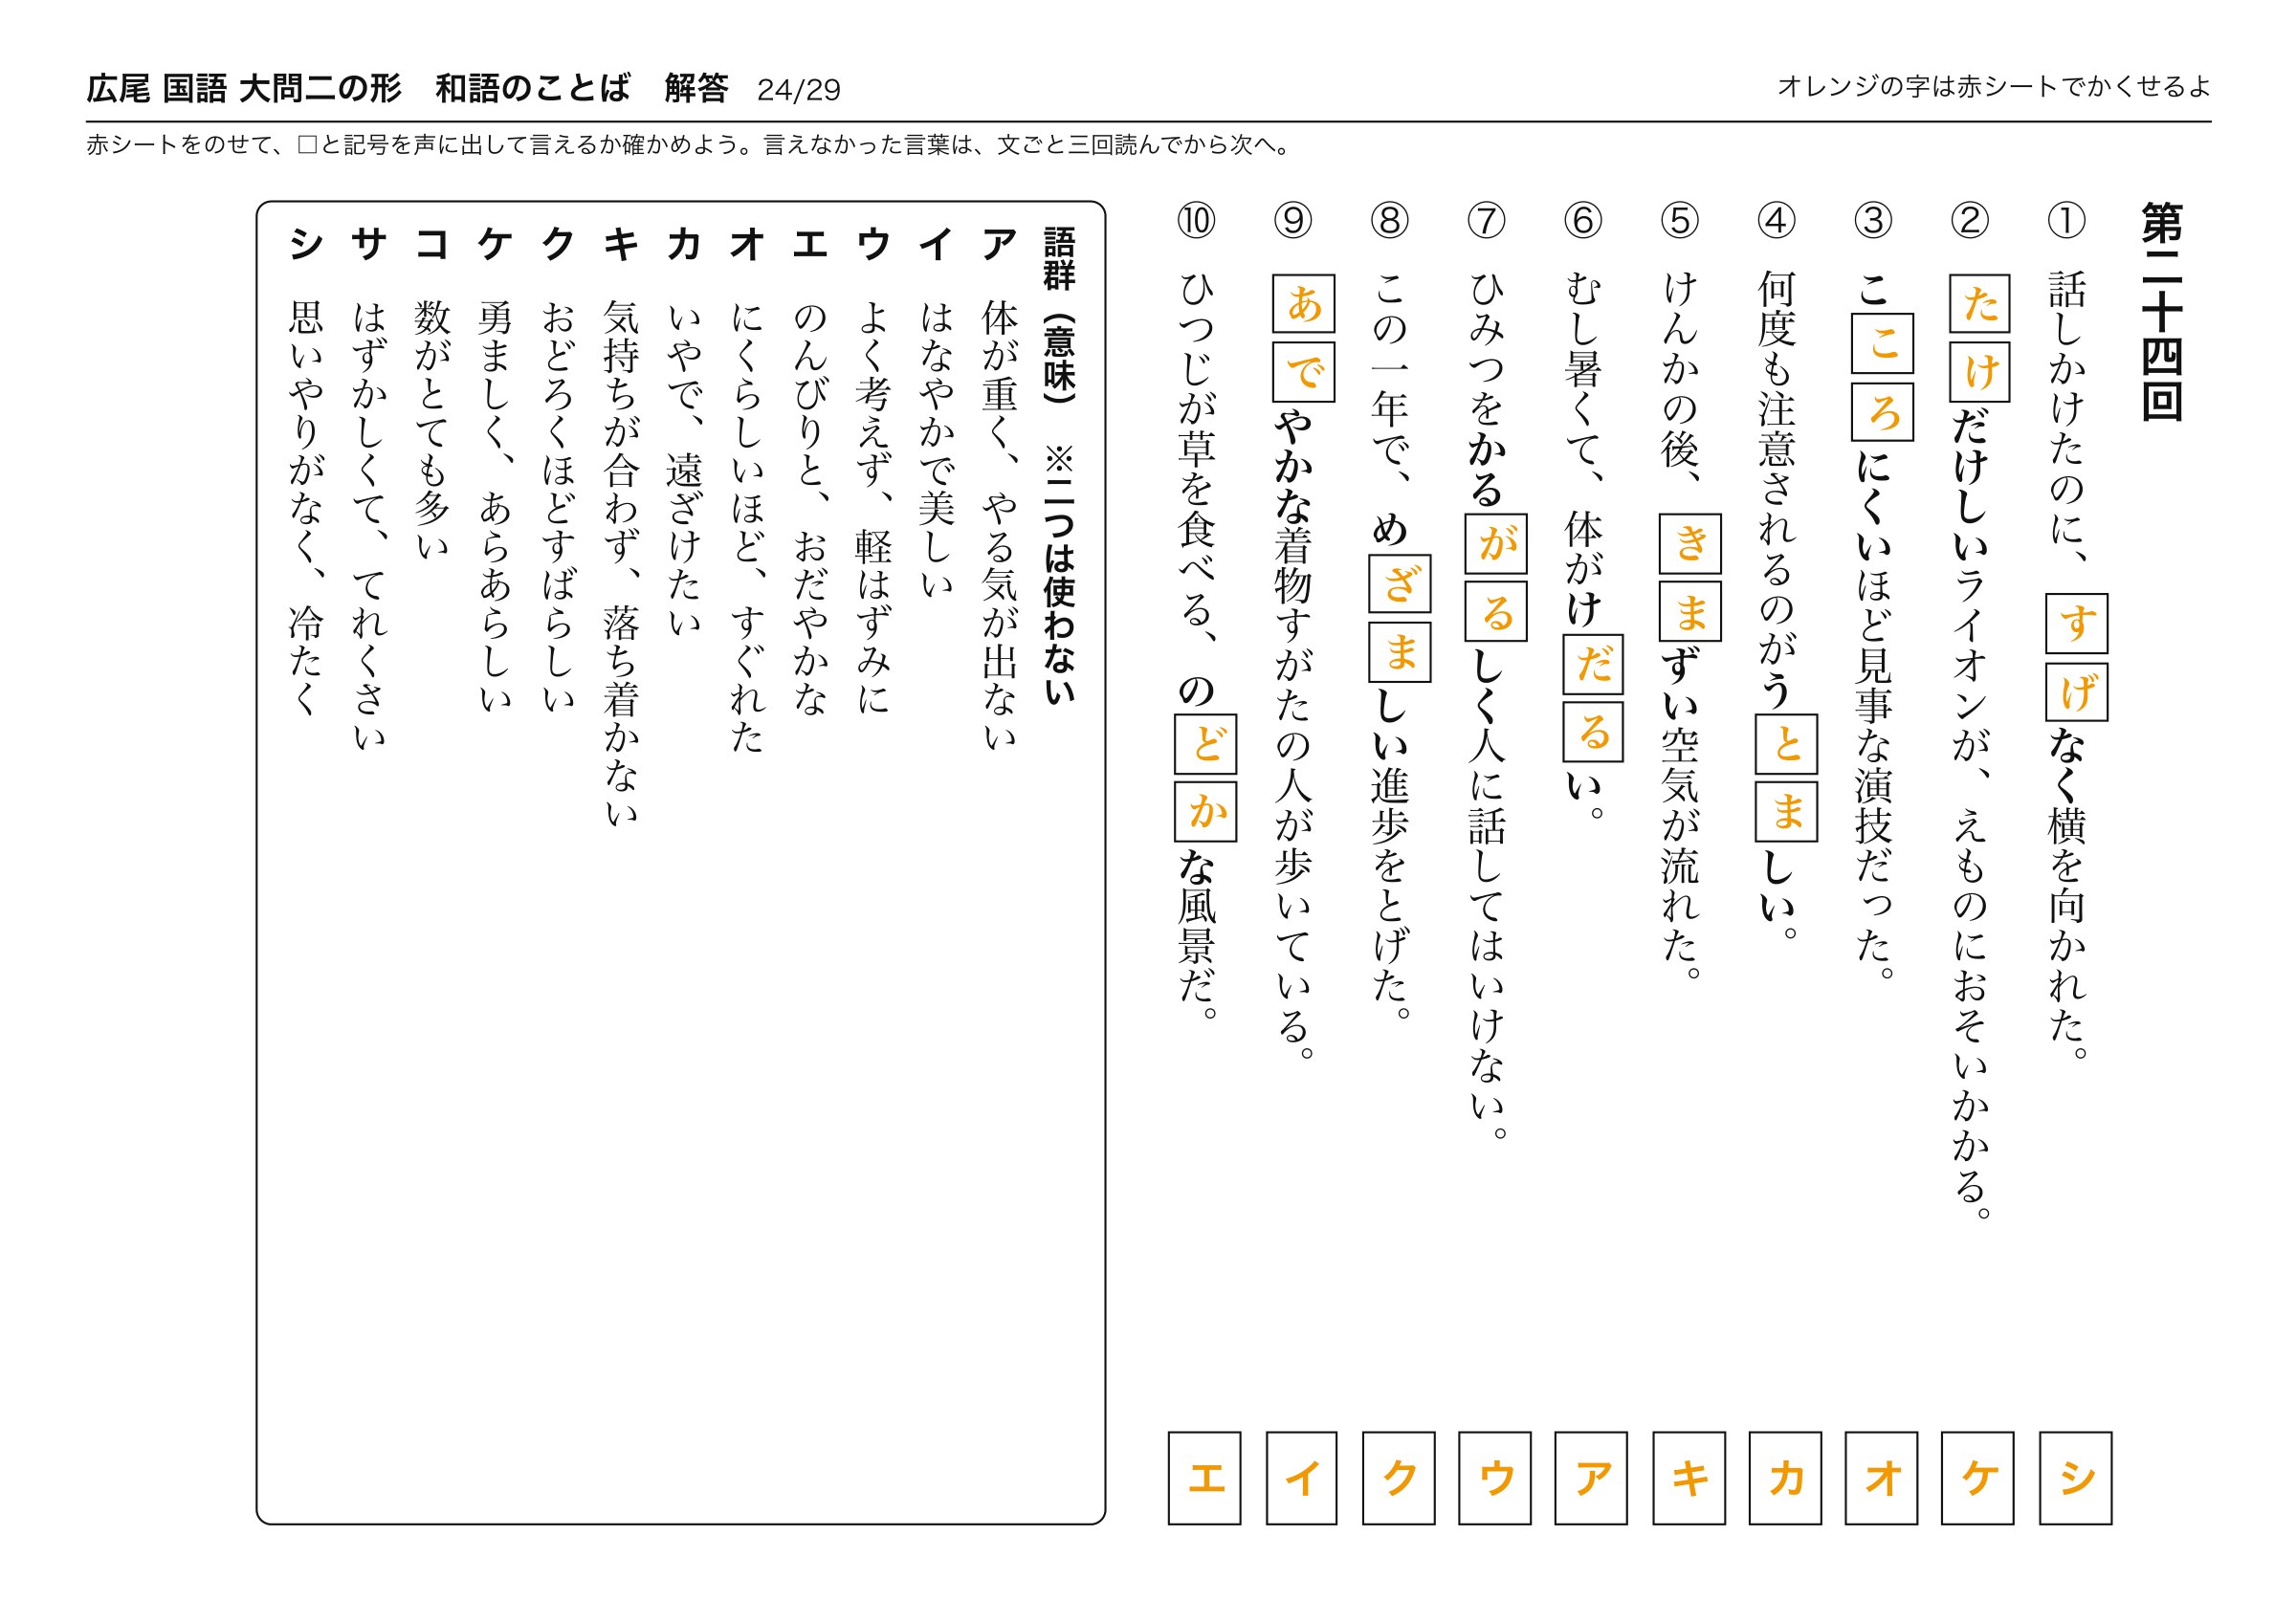 広尾 国語 大問二の形　和語のことば　解答　24/29
オレンジの字は赤シートでかくせるよ
赤シートをのせて、□と記号を声に出して言えるか確かめよう。言えなかった言葉は、文ごと三回読んでから次へ。
第二十四回
① 話しかけたのに、すげなく横を向かれた。 シ
② たけだけしいライオンが、えものにおそいかかる。 ケ
③ こころにくいほど見事な演技だった。 オ
④ 何度も注意されるのがうとましい。 カ
⑤ けんかの後、きまずい空気が流れた。 キ
⑥ むし暑くて、体がけだるい。 ア
⑦ ひみつをかるがるしく人に話してはいけない。 ウ
⑧ この一年で、めざましい進歩をとげた。 ク
⑨ あでやかな着物すがたの人が歩いている。 イ
⑩ ひつじが草を食べる、のどかな風景だ。 エ
語群（意味）　※二つは使わない
ア　体が重く、やる気が出ない
イ　はなやかで美しい
ウ　よく考えず、軽はずみに
エ　のんびりと、おだやかな
オ　にくらしいほど、すぐれた
カ　いやで、遠ざけたい
キ　気持ちが合わず、落ち着かない
ク　おどろくほどすばらしい
ケ　勇ましく、あらあらしい
コ　数がとても多い
サ　はずかしくて、てれくさい
シ　思いやりがなく、冷たく